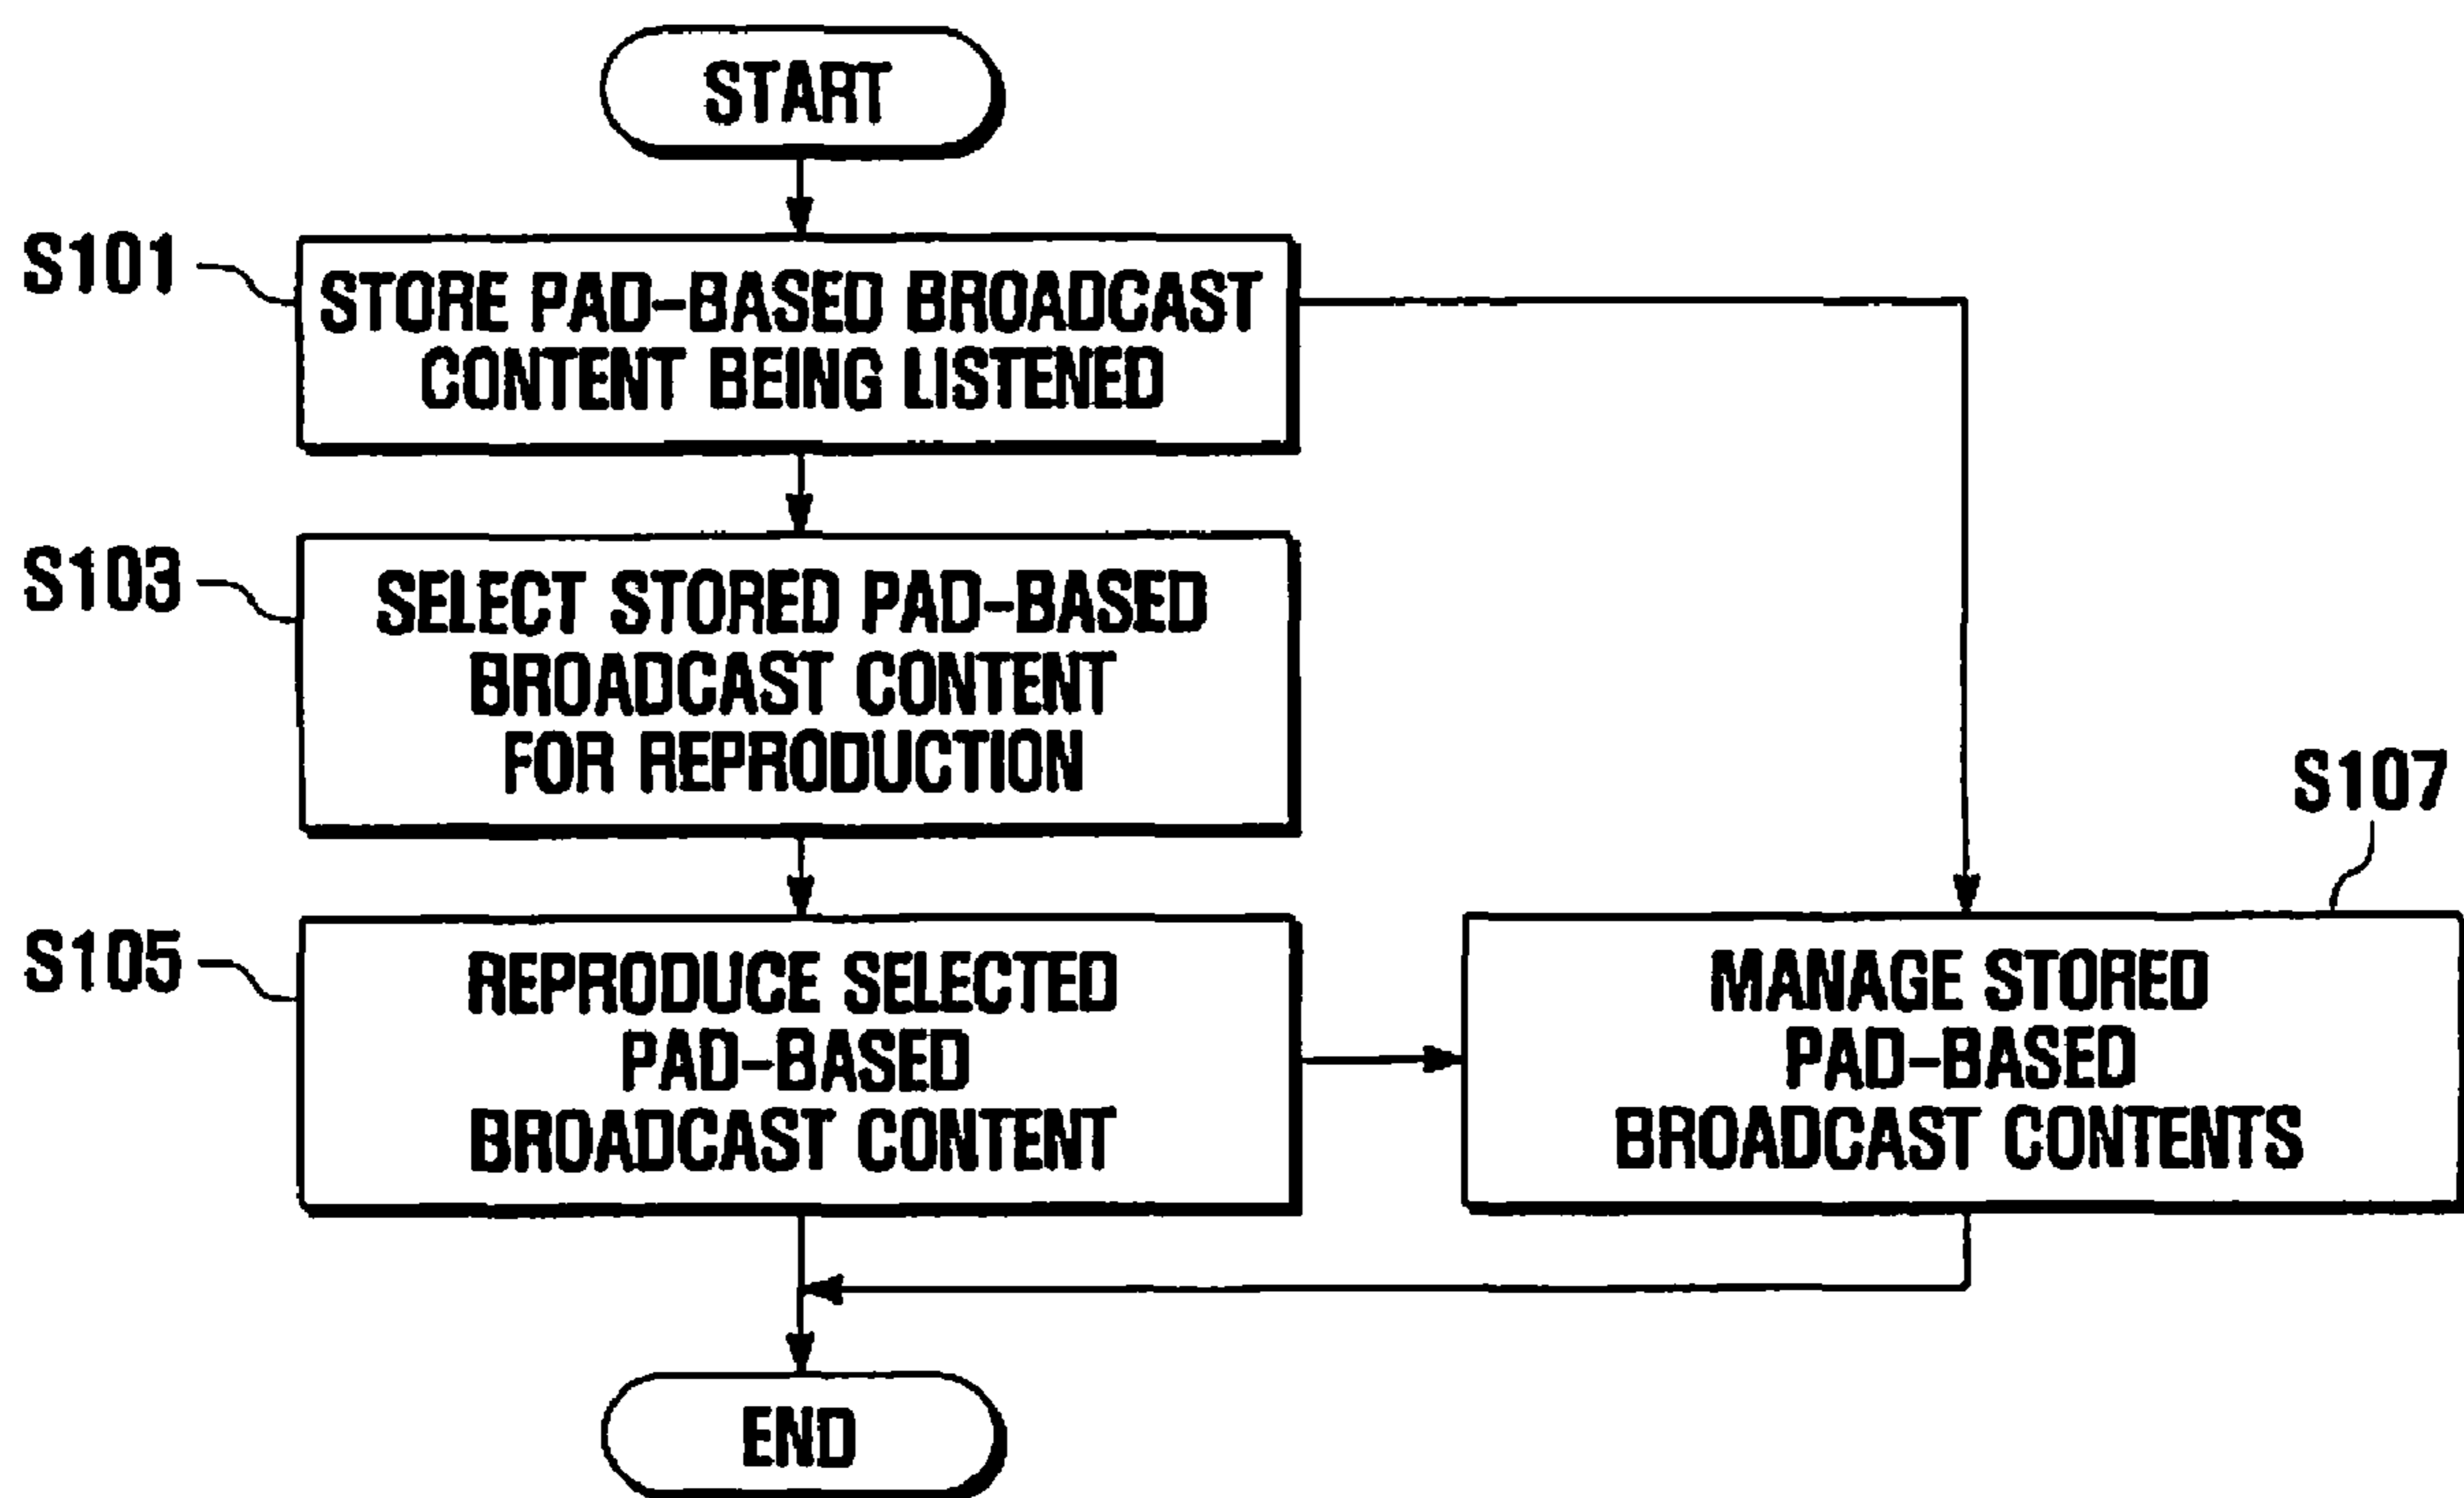 START
S101
STORE PAD-BASED BROADCAST
CONTENT BEING LISTENED
S103
SELECT STORED PAD-BASED
BROADCAST CONTENT
FOR REPRODUCTION
S107
S105
REPRODUCE SELECTED
PAD-BASED
BROADCAST CONTENT
MANAGE STORED
PAD-BASED
BROADCAST CONTENTS
END